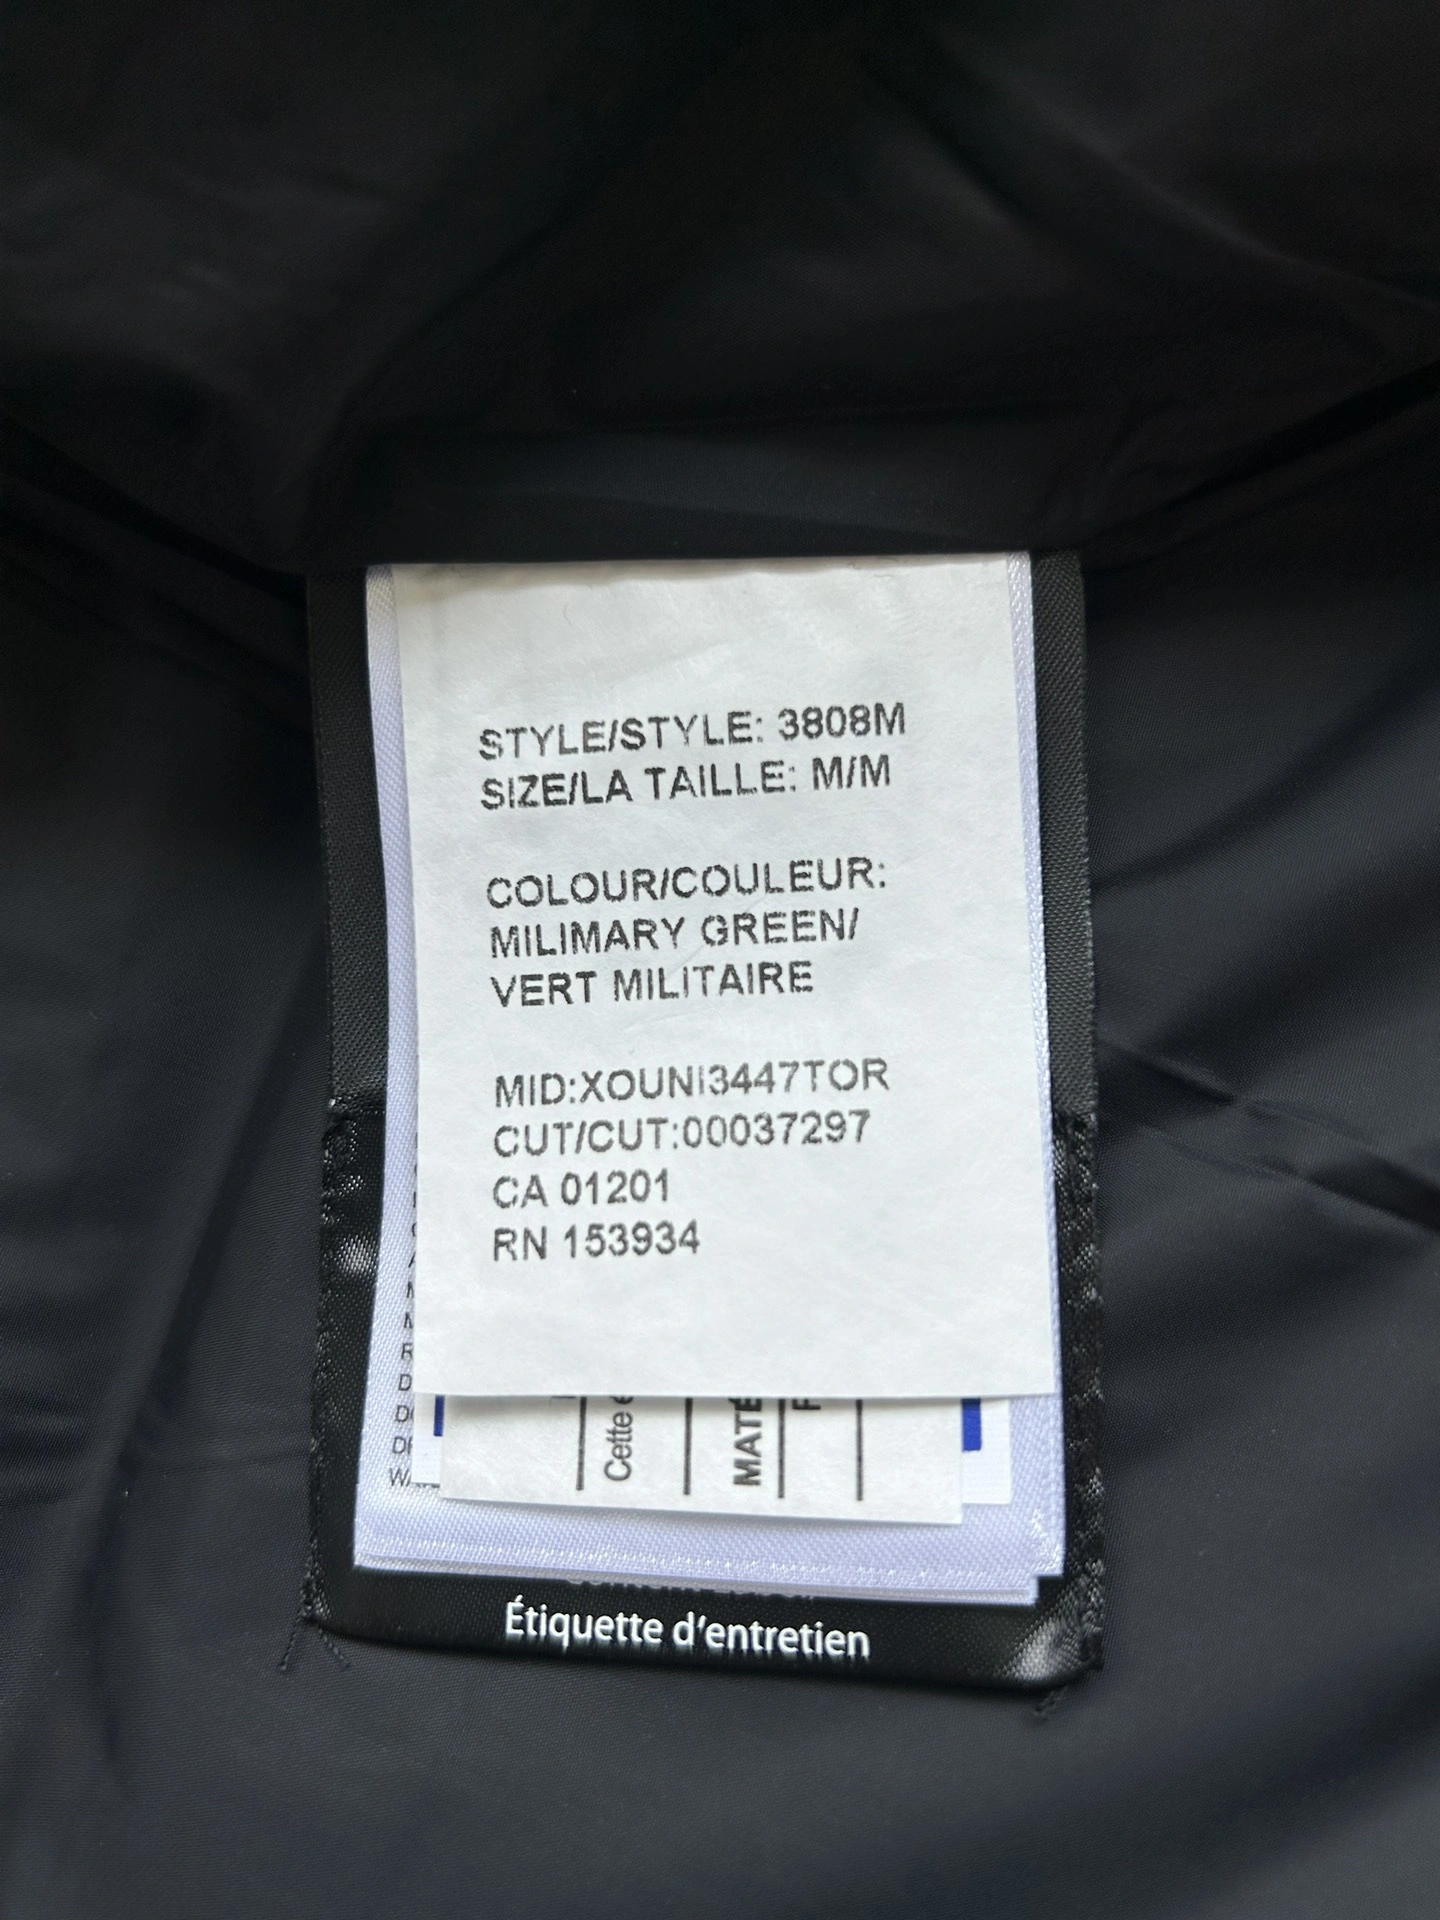 STYLE/STYLE: 3808M
SIZE/LA TAILLE: M/M
COLOUR/COULEUR:
MILIMARY GREEN/
VERT MILITAIRE
MID:XOUNI3447TOR
CUT/CUT:00037297
CA 01201
RN 153934
Cette
MATÉ
Étiquette d'entretien